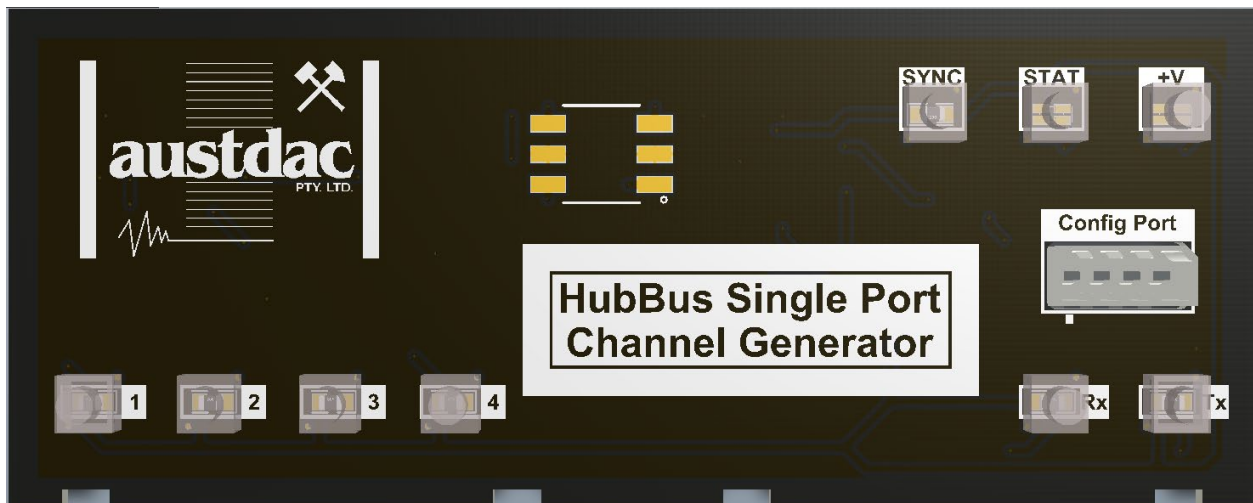 SYNC
STAT
+V
austdac
PTY. LTD.
Config Port
HubBus Single Port
Channel Generator
1
2
3
4
Rx
Tx